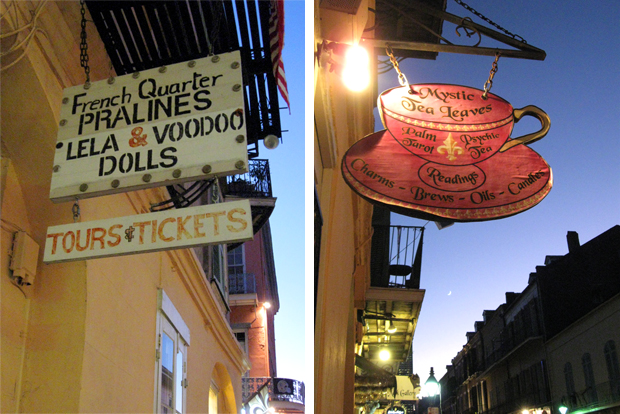 French Quarter
PRALINES
LELA & VOODOO
DOLLS
TOURS & TICKETS
Mystic
Tea Leaves
Palm Psychic
Tarot Tea
Readings
Charms - Brews - Oils - Candles